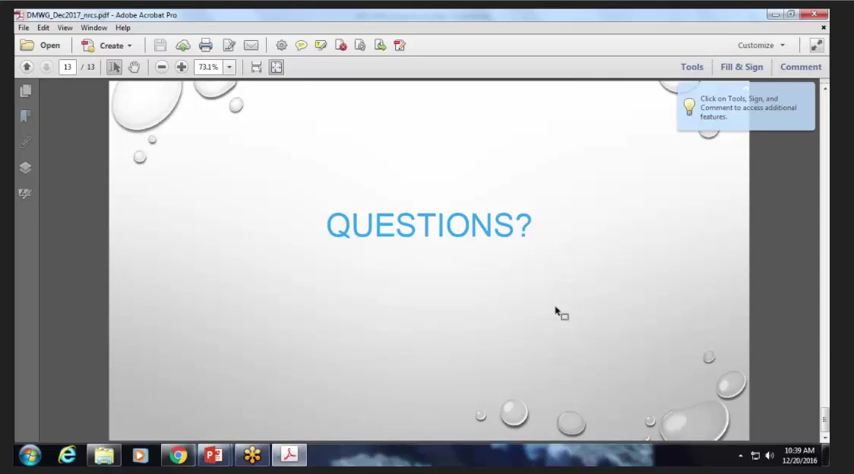 DMWG_Dec2017_nrcs.pdf - Adobe Acrobat Pro
File Edit View Window Help
Open Create Customize
13 / 13 73.1% Tools Fill & Sign Comment
Click on Tools, Sign, and
Comment to access additional
features.
QUESTIONS?
10:39 AM
12/20/2016